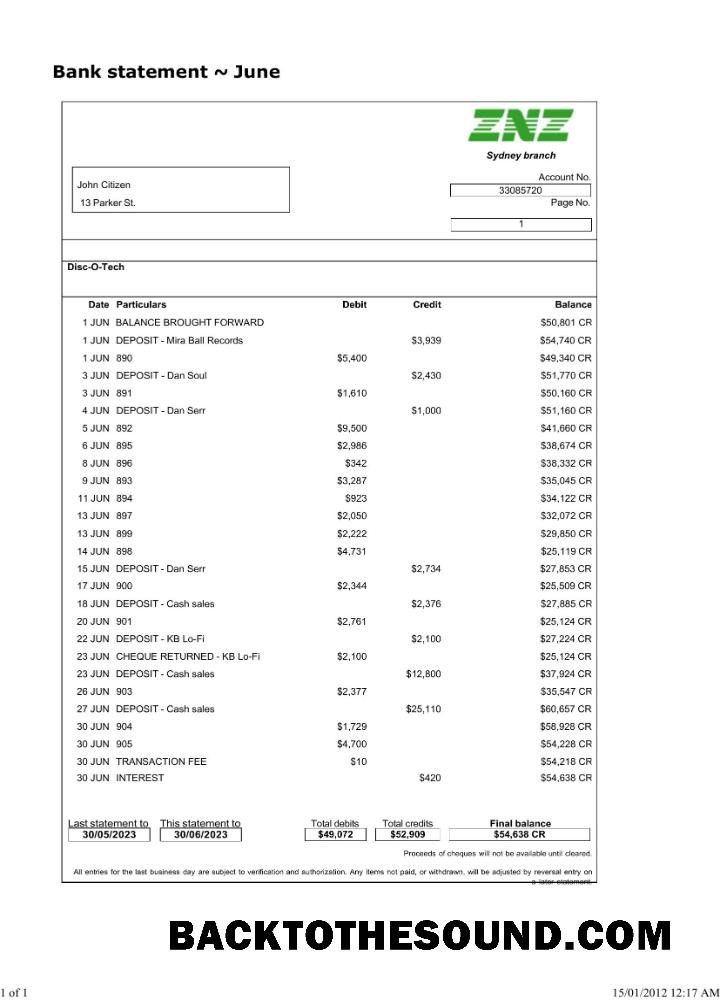 Bank statement ~ June
ZNZ
Sydney branch
Account No.
John Citizen
33085720
13 Parker St.
Page No.
1
Disc-O-Tech
Date Particulars Debit Credit Balance
1 JUN BALANCE BROUGHT FORWARD $50,801 CR
1 JUN DEPOSIT - Mira Ball Records $3,939 $54,740 CR
1 JUN 890 $5,400 $49,340 CR
3 JUN DEPOSIT - Dan Soul $2,430 $51,770 CR
3 JUN 891 $1,610 $50,160 CR
4 JUN DEPOSIT - Dan Serr $1,000 $51,160 CR
5 JUN 892 $9,500 $41,660 CR
6 JUN 895 $2,986 $38,674 CR
8 JUN 896 $342 $38,332 CR
9 JUN 893 $3,287 $35,045 CR
11 JUN 894 $923 $34,122 CR
13 JUN 897 $2,050 $32,072 CR
13 JUN 899 $2,222 $29,850 CR
14 JUN 898 $4,731 $25,119 CR
15 JUN DEPOSIT - Dan Serr $2,734 $27,853 CR
17 JUN 900 $2,344 $25,509 CR
18 JUN DEPOSIT - Cash sales $2,376 $27,885 CR
20 JUN 901 $2,761 $25,124 CR
22 JUN DEPOSIT - KB Lo-Fi $2,100 $27,224 CR
23 JUN CHEQUE RETURNED - KB Lo-Fi $2,100 $25,124 CR
23 JUN DEPOSIT - Cash sales $12,800 $37,924 CR
26 JUN 903 $2,377 $35,547 CR
27 JUN DEPOSIT - Cash sales $25,110 $60,657 CR
30 JUN 904 $1,729 $58,928 CR
30 JUN 905 $4,700 $54,228 CR
30 JUN TRANSACTION FEE $10 $54,218 CR
30 JUN INTEREST $420 $54,638 CR
Last statement to This statement to Total debits Total credits Final balance
30/05/2023 30/06/2023 $49,072 $52,909 $54,638 CR
Proceeds of cheques will not be available until cleared.
All entries for the last business day are subject to verification and authorization. Any items not paid, or withdrawn, will be adjusted by reversal entry on
a later statement.
BACKTOTHESOUND.COM
1 of 1 15/01/2012 12:17 AM